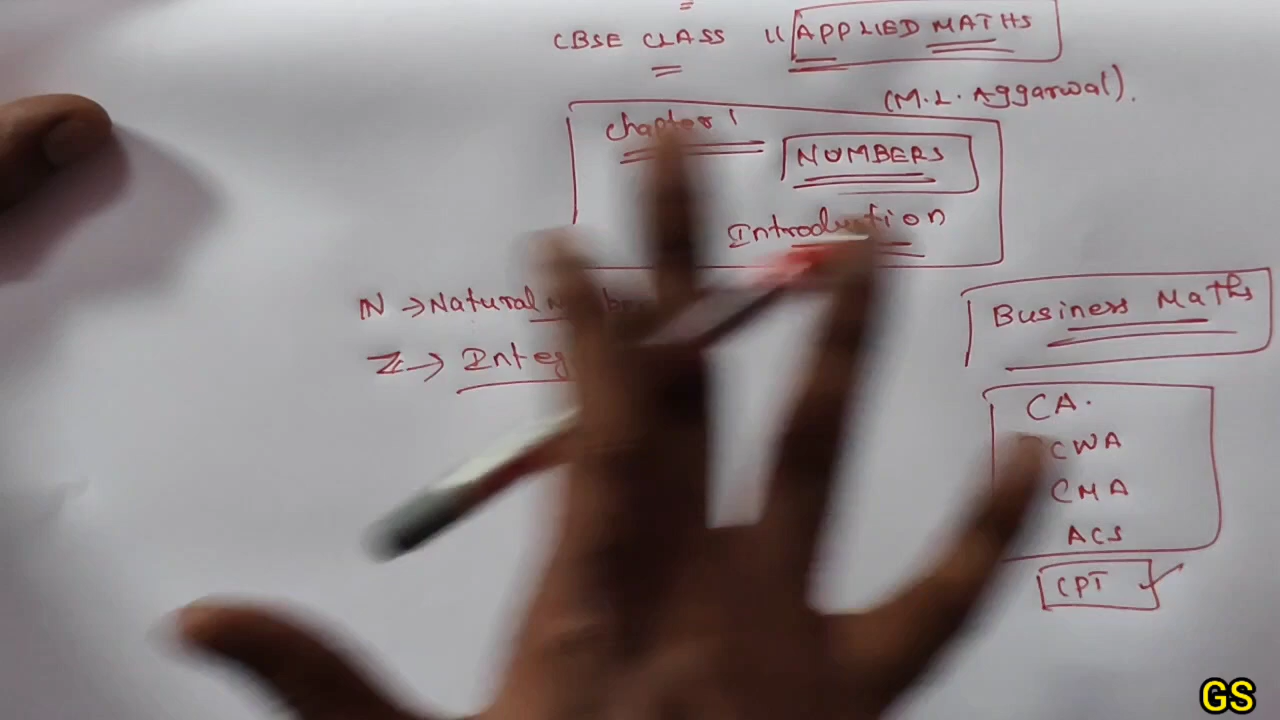 CBSE CLASS 11 APPLIED MATHS
(M.L. Aggarwal).
Chapter 1
NUMBERS
Introduction
N → Natural
Z →
Business Maths
CA.
CWA
CMA
ACS
CPT ✓
GS